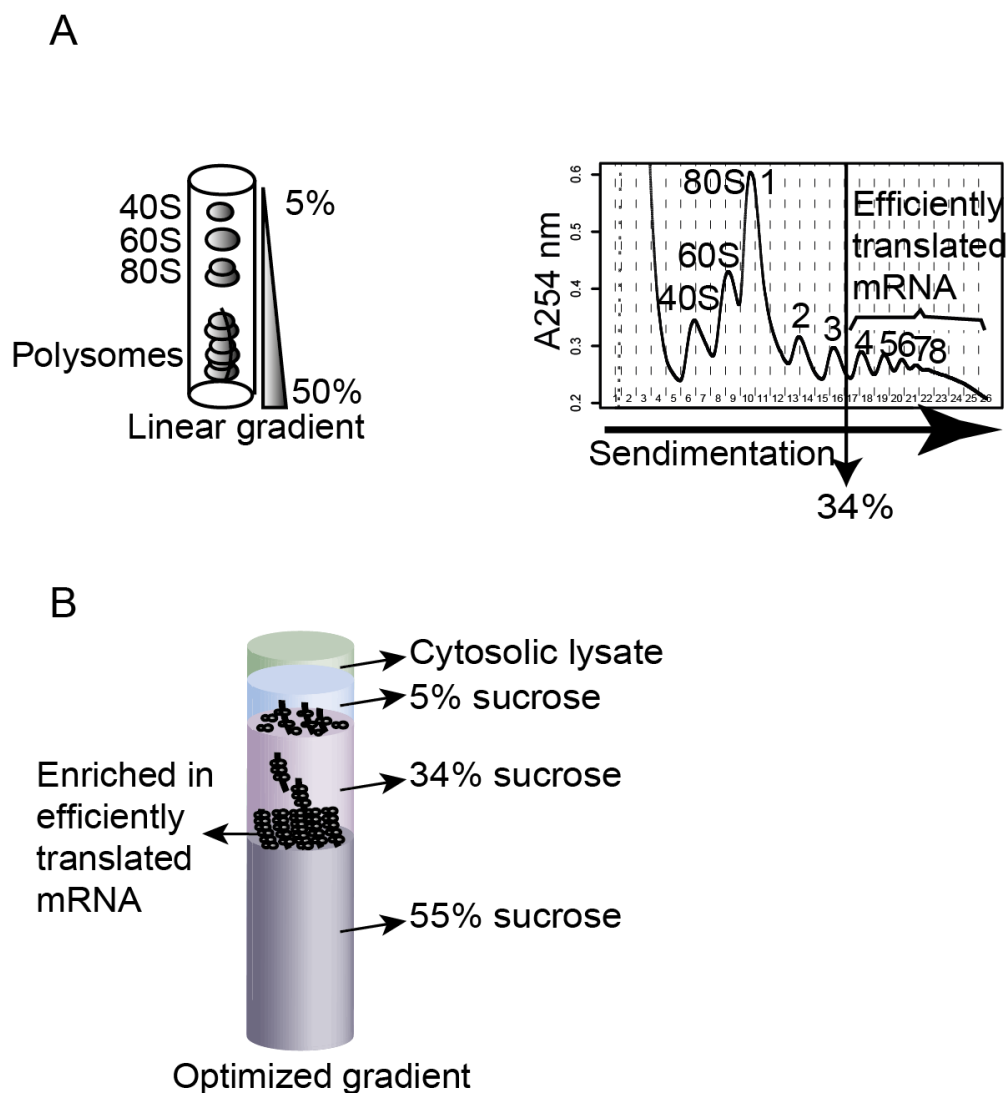 A
40S
60S
80S
Polysomes
5%
50%
Linear gradient
A254 nm
0.6
0.5
0.4
0.3
0.2
40S
60S
80S 1
2
3
4 5 6 7 8
Efficiently
translated
mRNA
1 2 3 4 5 6 7 8 9 10 11 12 13 14 15 16 17 18 19 20 21 22 23 24 25 26
Sendimentation
34%
B
Cytosolic lysate
5% sucrose
34% sucrose
55% sucrose
Enriched in
efficiently
translated
mRNA
Optimized gradient